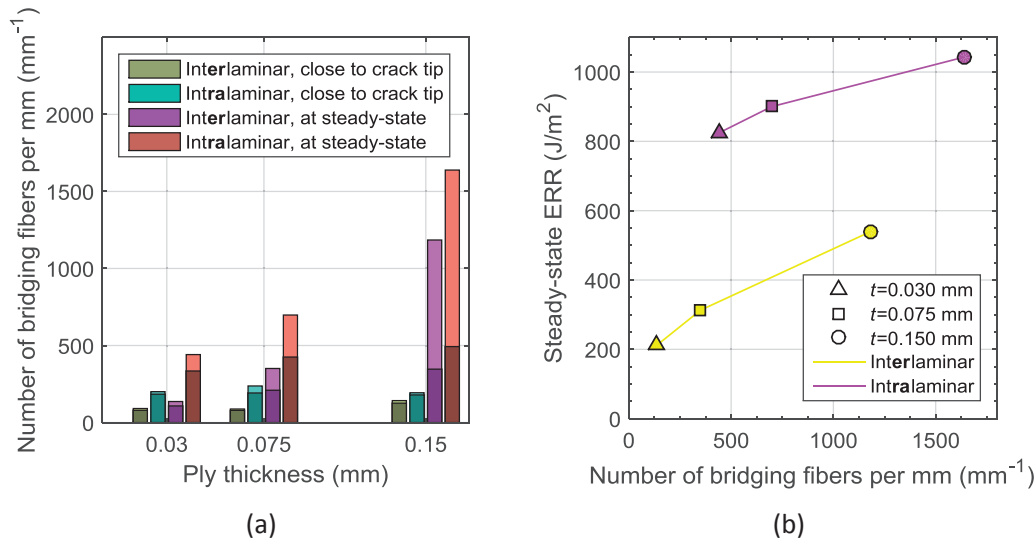 Number of bridging fibers per mm (mm⁻¹)
2000
1500
1000
500
0
Interlaminar, close to crack tip
Intralaminar, close to crack tip
Interlaminar, at steady-state
Intralaminar, at steady-state
0.03
0.075
0.15
Ply thickness (mm)
(a)
Steady-state ERR (J/m²)
1000
800
600
400
200
0
t=0.030 mm
t=0.075 mm
t=0.150 mm
Interlaminar
Intralaminar
0
500
1000
1500
Number of bridging fibers per mm (mm⁻¹)
(b)